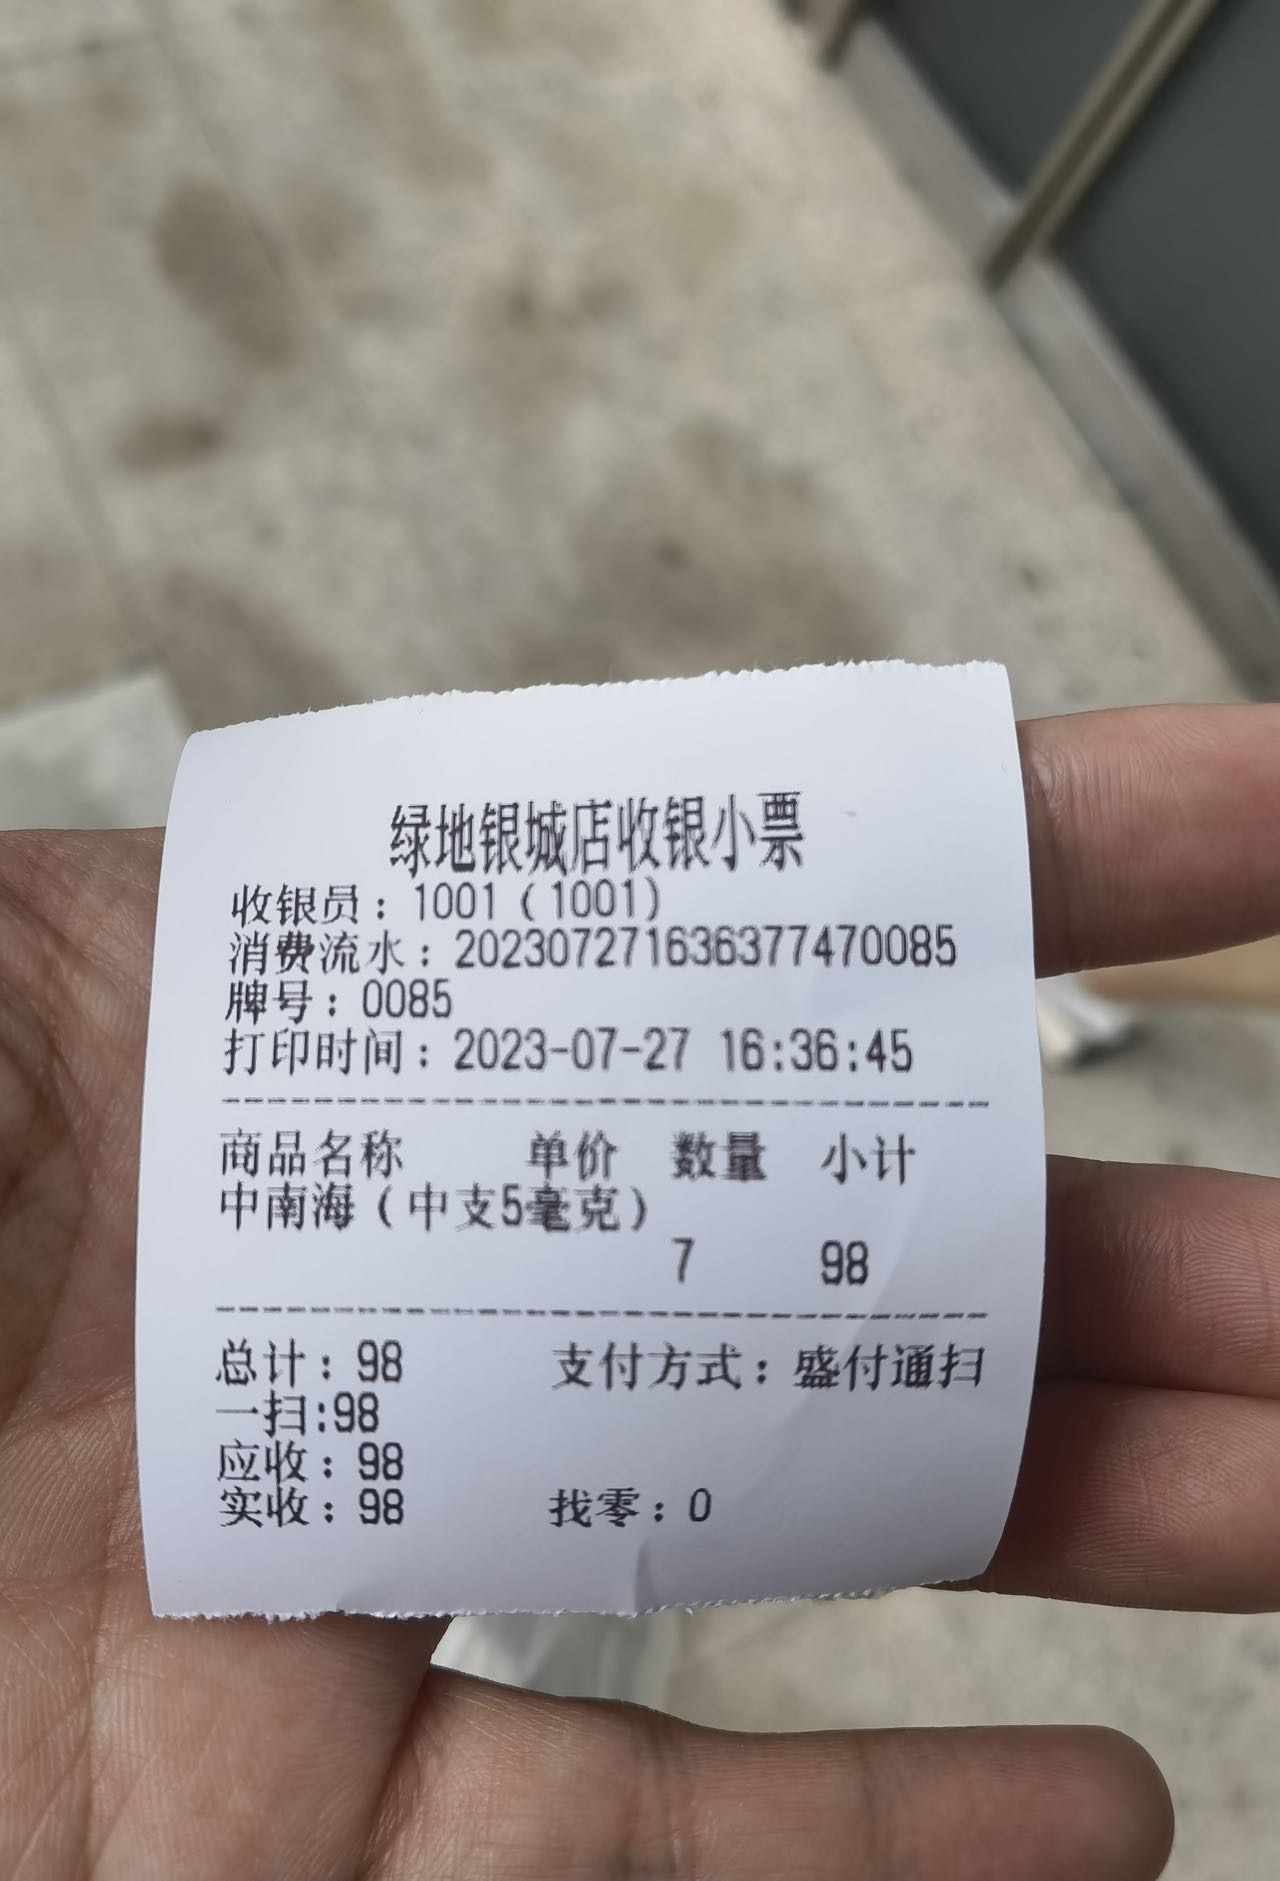 绿地银城店收银小票
收银员：1001（1001）
消费流水：2023072716363774​70085
牌号：0085
打印时间：2023-07-27 16:36:45
商品名称 单价 数量 小计
中南海（中支5毫克）
7 98
总计：98 支付方式：盛付通扫
一扫:98
应收：98
实收：98 找零：0